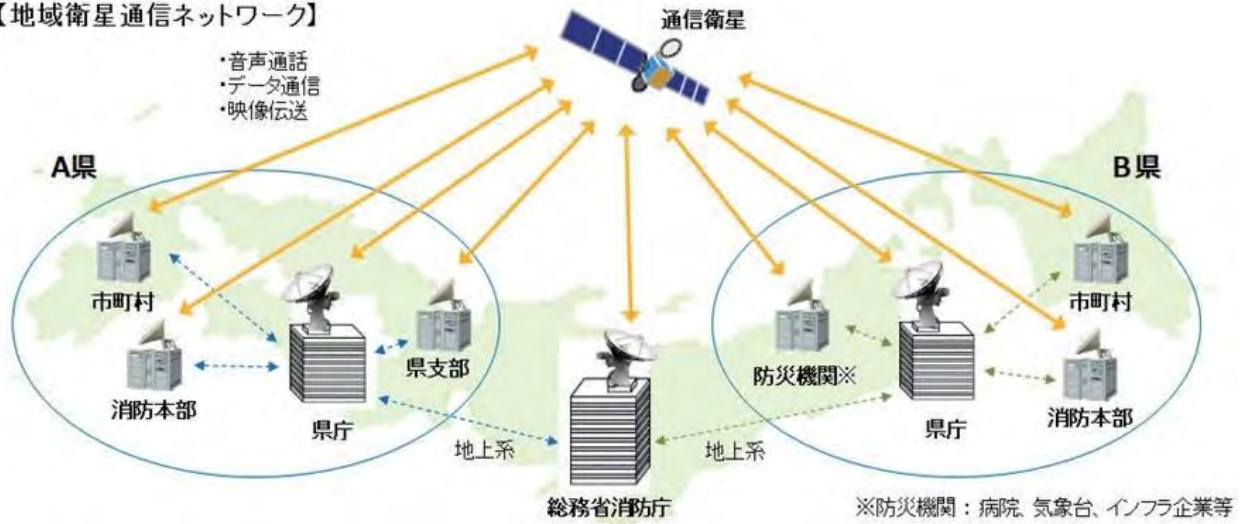 【地域衛星通信ネットワーク】
・音声通話
・データ通信
・映像伝送
通信衛星
A県
B県
市町村
消防本部
県庁
県支部
地上系
総務省消防庁
地上系
防災機関※
県庁
市町村
消防本部
※防災機関：病院、気象台、インフラ企業等